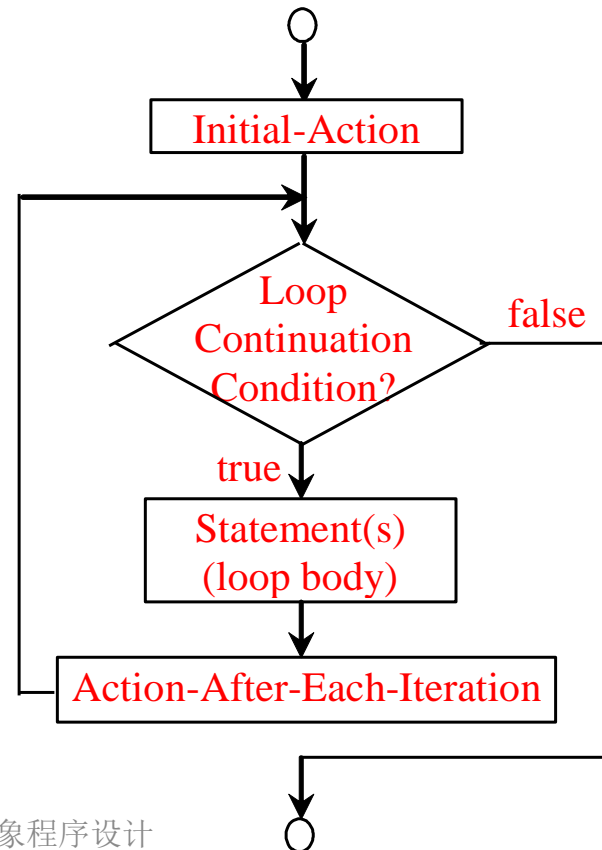 Initial-Action
Loop
Continuation
Condition?
false
true
Statement(s)
(loop body)
Action-After-Each-Iteration
象程序设计